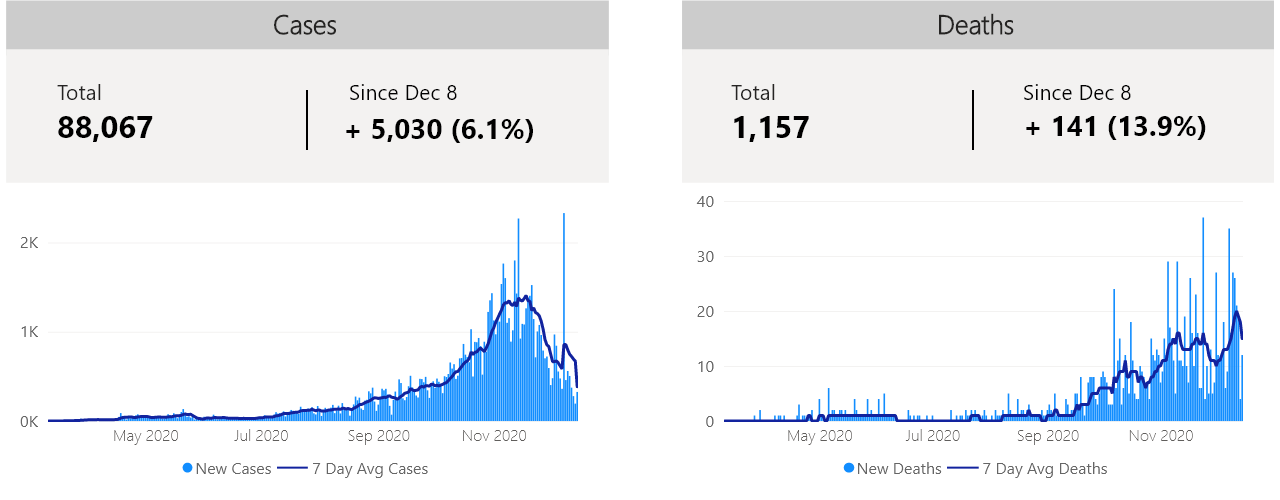 Cases
Total
88,067
Since Dec 8
+ 5,030 (6.1%)
2K
1K
0K
May 2020 Jul 2020 Sep 2020 Nov 2020
New Cases 7 Day Avg Cases
Deaths
Total
1,157
Since Dec 8
+ 141 (13.9%)
40
30
20
10
0
May 2020 Jul 2020 Sep 2020 Nov 2020
New Deaths 7 Day Avg Deaths